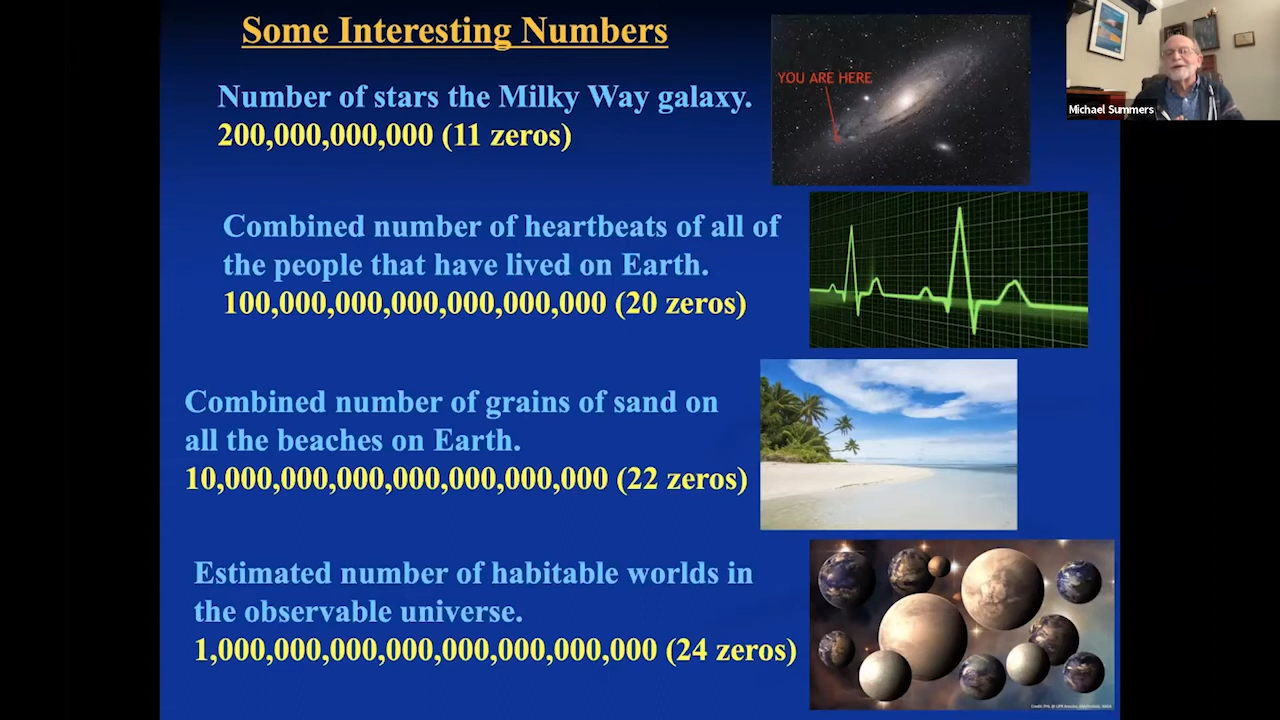 Some Interesting Numbers
Number of stars the Milky Way galaxy.
200,000,000,000 (11 zeros)
YOU ARE HERE
Michael Summers
Combined number of heartbeats of all of
the people that have lived on Earth.
100,000,000,000,000,000,000 (20 zeros)
Combined number of grains of sand on
all the beaches on Earth.
10,000,000,000,000,000,000,000 (22 zeros)
Estimated number of habitable worlds in
the observable universe.
1,000,000,000,000,000,000,000,000 (24 zeros)